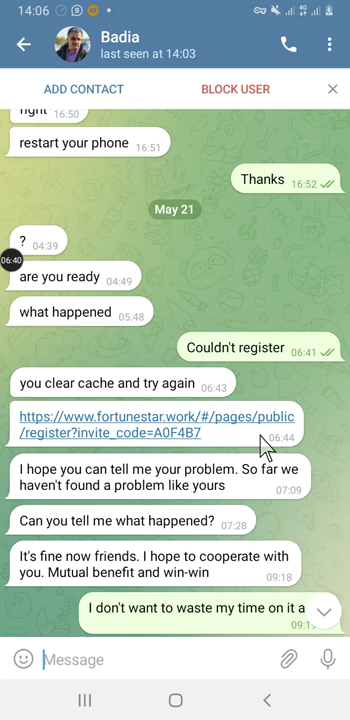 14:06
4G
Badia
last seen at 14:03
ADD CONTACT BLOCK USER
right 16:50
restart your phone 16:51
Thanks 16:52
May 21
? 04:39
06:40
are you ready 04:49
what happened 05:48
Couldn't register 06:41
you clear cache and try again 06:43
https://www.fortunestar.work/#/pages/public
/register?invite_code=A0F4B7 06:44
I hope you can tell me your problem. So far we
haven't found a problem like yours 07:09
Can you tell me what happened? 07:28
It's fine now friends. I hope to cooperate with
you. Mutual benefit and win-win 09:18
I don't want to waste my time on it a
Message